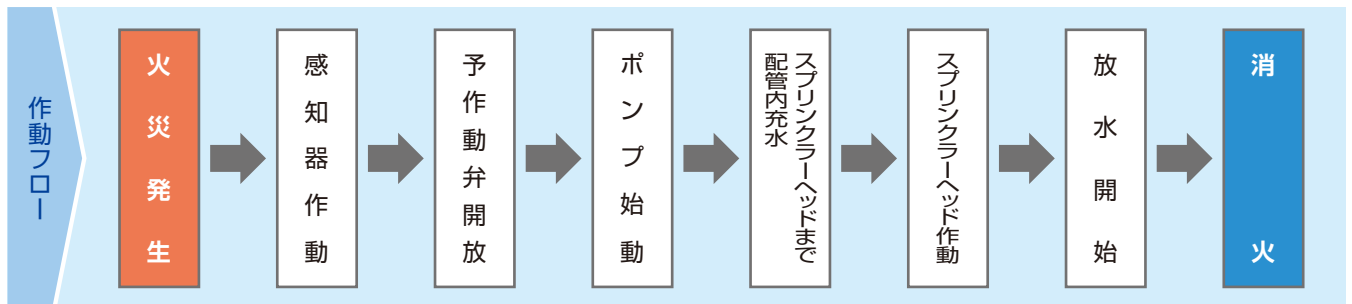 作動フロー
火災発生
感知器作動
予作動弁開放
ポンプ始動
スプリンクラーヘッドまで
配管内充水
スプリンクラーヘッド作動
放水開始
消火